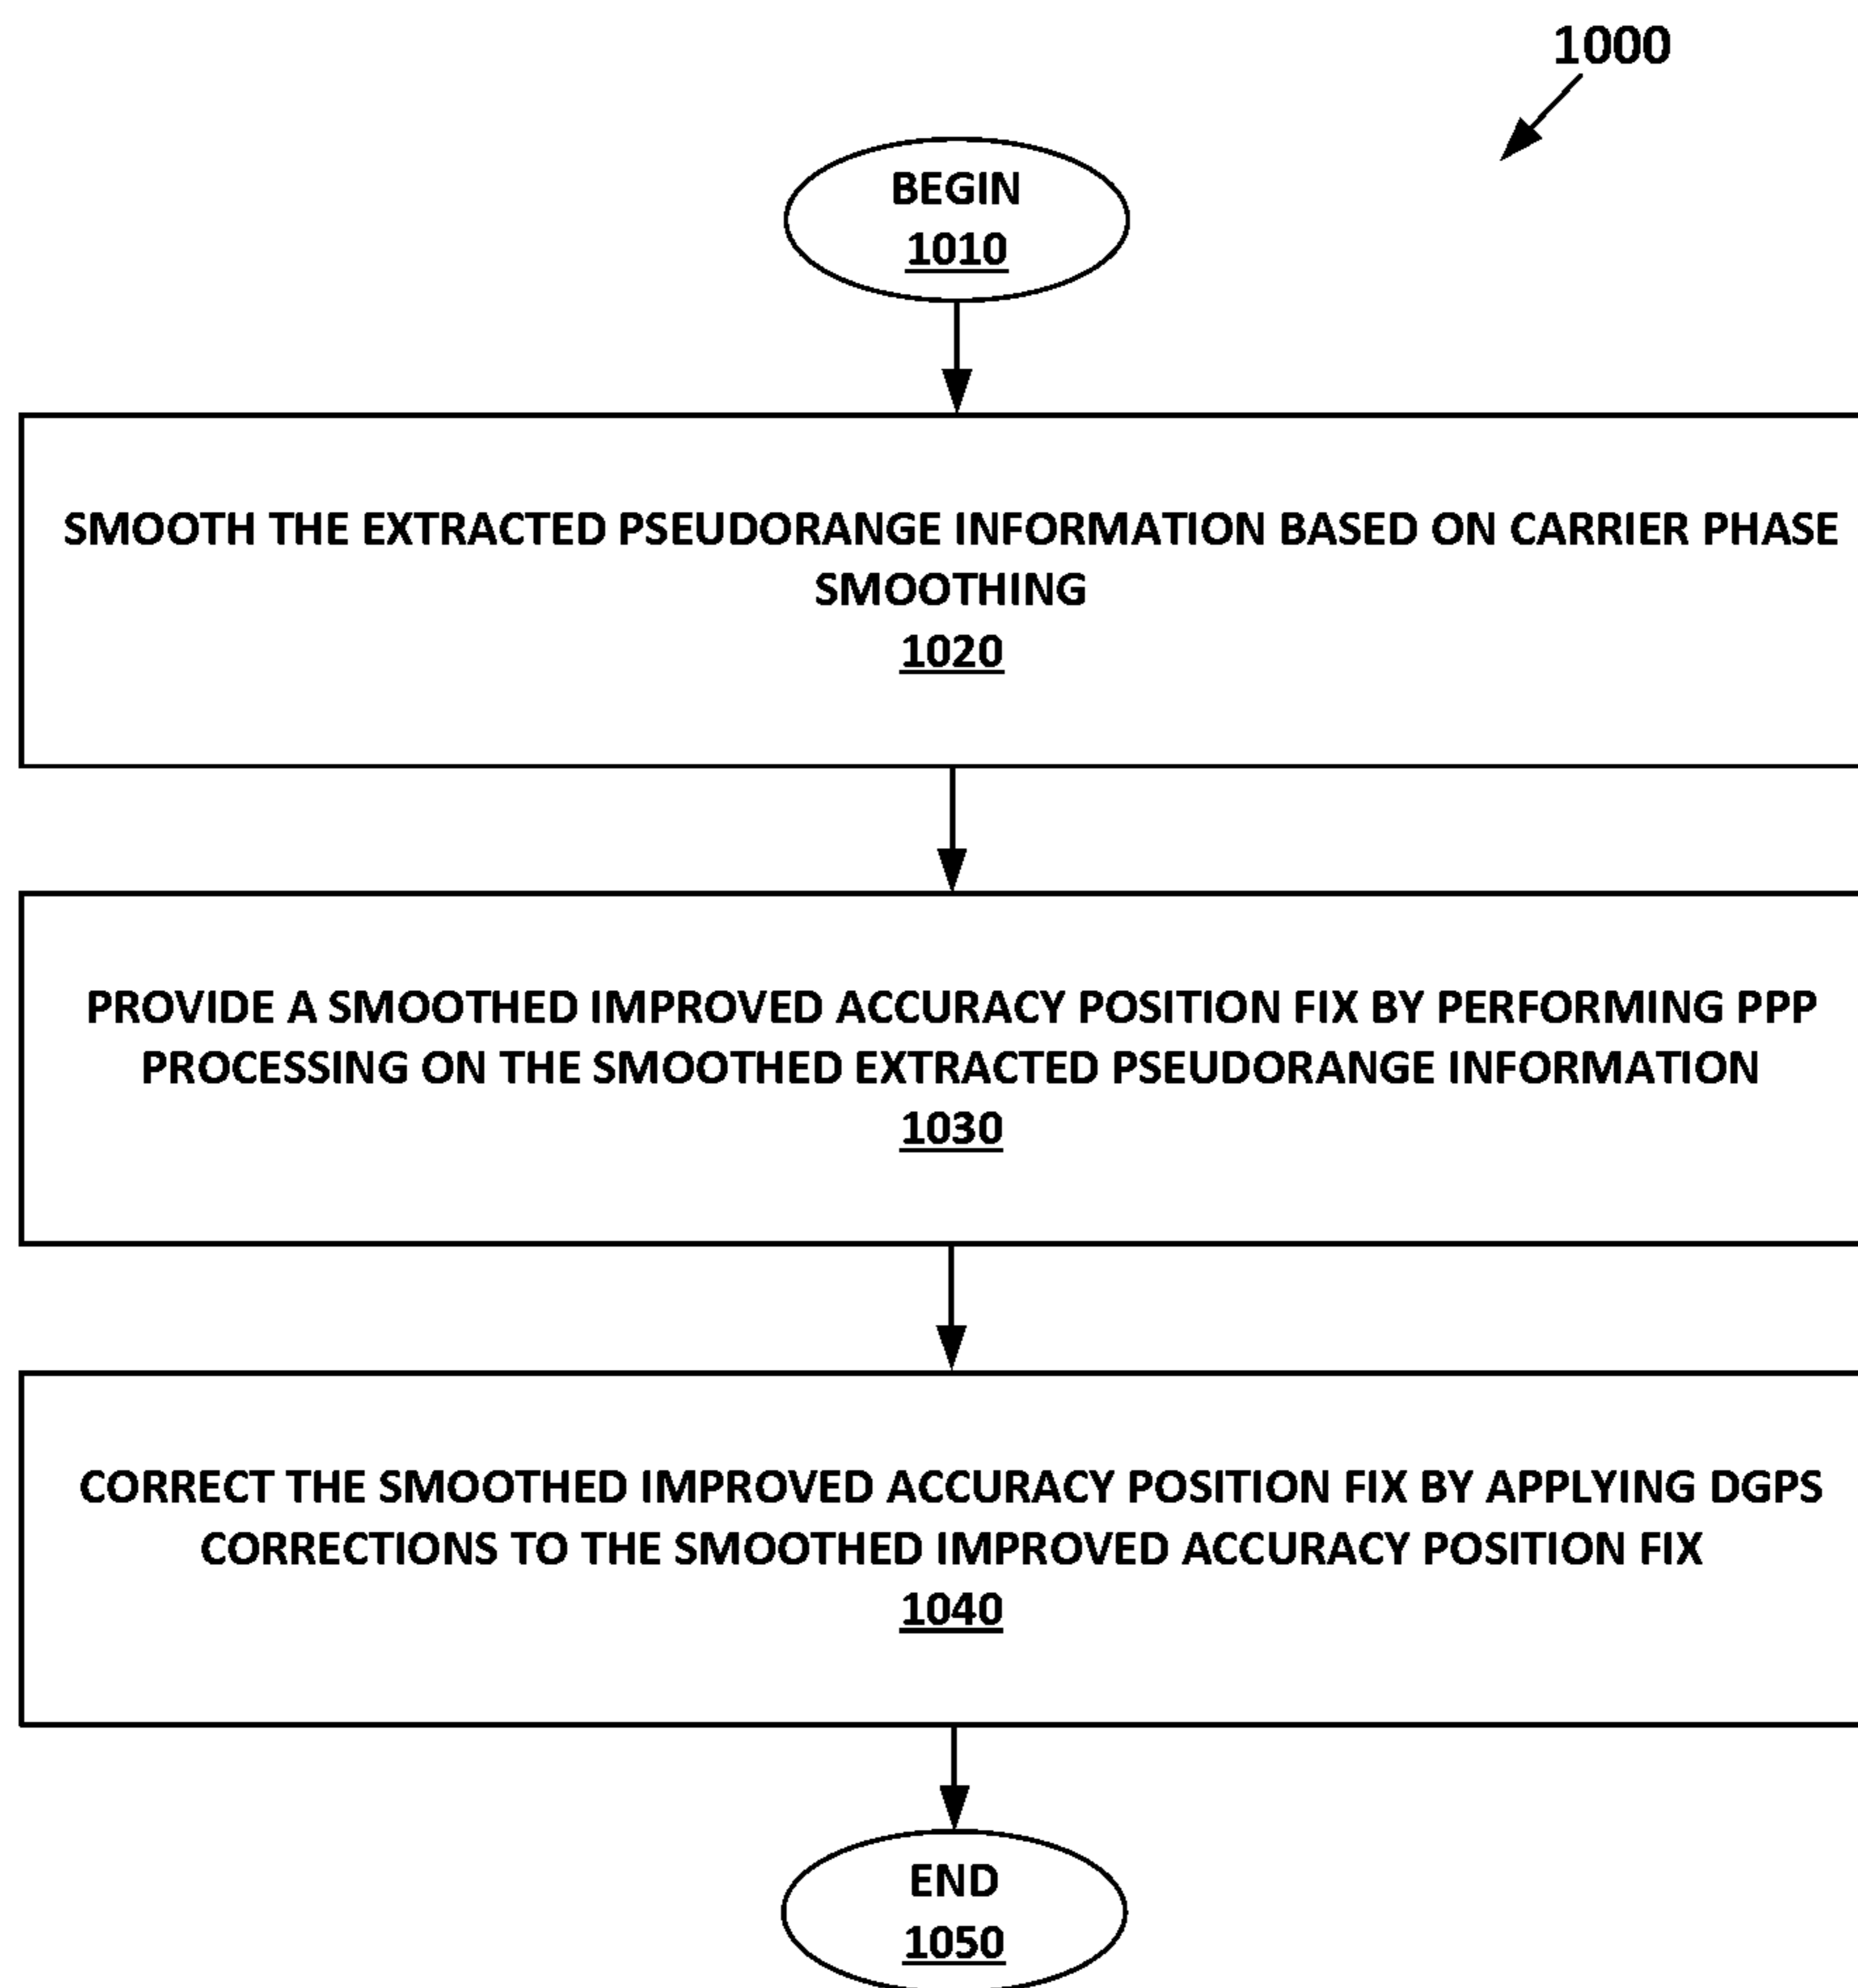 1000
BEGIN
1010
SMOOTH THE EXTRACTED PSEUDORANGE INFORMATION BASED ON CARRIER PHASE
SMOOTHING
1020
PROVIDE A SMOOTHED IMPROVED ACCURACY POSITION FIX BY PERFORMING PPP
PROCESSING ON THE SMOOTHED EXTRACTED PSEUDORANGE INFORMATION
1030
CORRECT THE SMOOTHED IMPROVED ACCURACY POSITION FIX BY APPLYING DGPS
CORRECTIONS TO THE SMOOTHED IMPROVED ACCURACY POSITION FIX
1040
END
1050